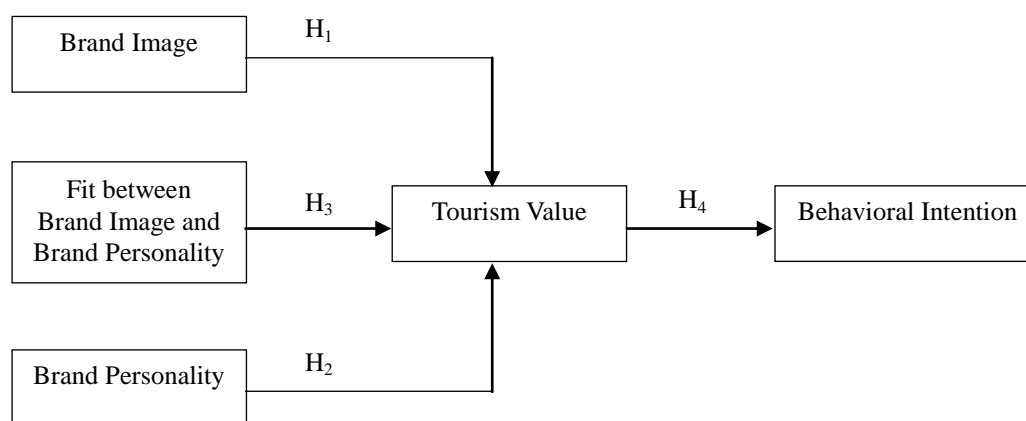 Brand Image
H₁
Fit between
Brand Image and
Brand Personality
H₃
Tourism Value
H₄
Behavioral Intention
Brand Personality
H₂